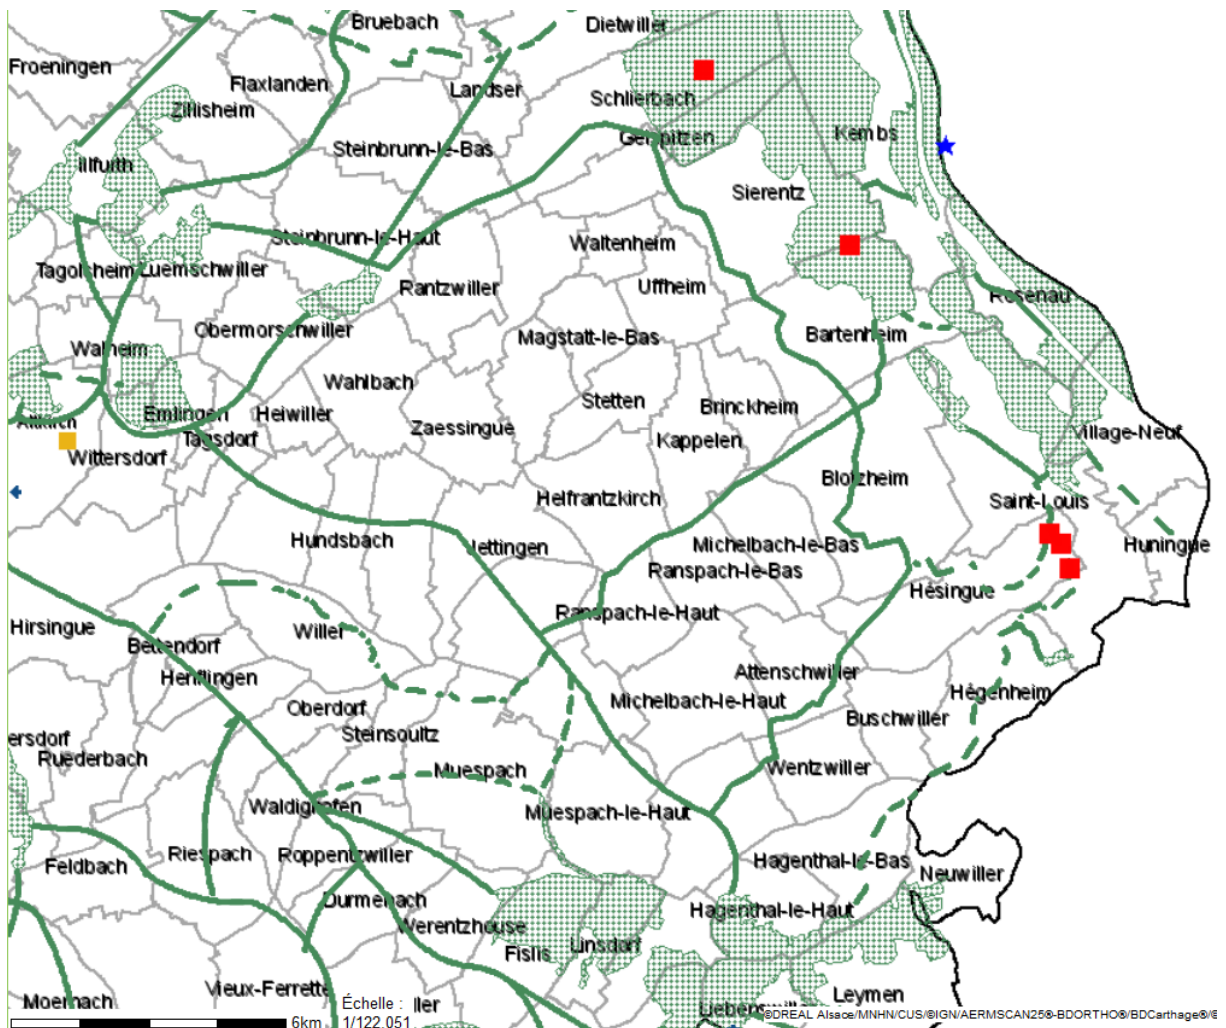 Bruebach
Dietwiller
Froeningen
Flaxlanden
Landser
Schlierbach
Zillisheim
Kembs
Geispitzen
Steinbrunn-le-Bas
Illfurth
Sierentz
Steinbrunn-le-Haut
Waltenheim
Tagolsheim
Luemschwiller
Rantzwiller
Uffheim
Rosenau
Obermorschwiller
Magstatt-le-Bas
Bartenheim
Walheim
Wahlbach
Stetten
Brinckheim
Emlingen
Heiwiller
Altkirch
Zaessingue
Village-Neuf
Tagsdorf
Kappelen
Wittersdorf
Blotzheim
Helfrantzkirch
Saint-Louis
Hundsbach
Jettingen
Michelbach-le-Bas
Huningue
Ranspach-le-Bas
Hésingue
Ranspach-le-Haut
Hirsingue
Willer
Bettendorf
Attenschwiller
Henflingen
Hégenheim
Michelbach-le-Haut
Oberdorf
Buschwiller
Steinsoultz
ersdorf
Ruederbach
Wentzwiller
Muespach
Waldighofen
Muespach-le-Haut
Riespach
Roppentzwiller
Hagenthal-le-Bas
Feldbach
Neuwiller
Durmenach
Hagenthal-le-Haut
Werentzhouse
Linsdorf
Fislis
Vieux-Ferrette
Leymen
Moernach
Échelle :
ller
6km
1/122,051
©DREAL Alsace/MNHN/CUS/©IGN/AERMSCAN25®-BDORTHO®/BDCarthage®/©